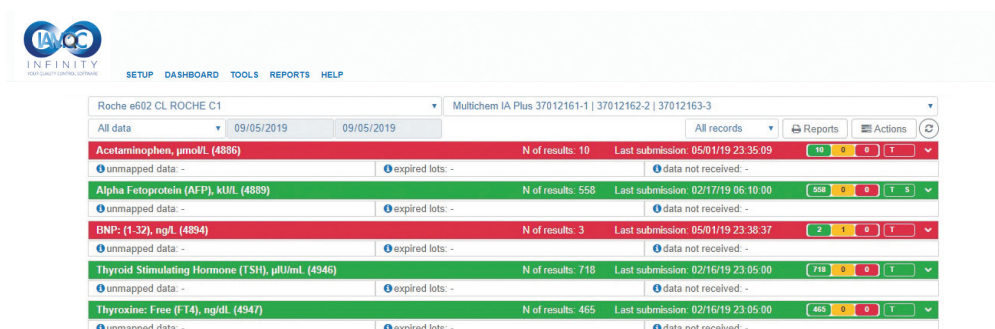 IAMQC
INFINITY
YOUR QUALITY CONTROL SOFTWARE
SETUP DASHBOARD TOOLS REPORTS HELP
Roche e602 CL ROCHE C1 Multichem IA Plus 37012161-1 | 37012162-2 | 37012163-3
All data 09/05/2019 09/05/2019 All records Reports Actions
Acetaminophen, µmol/L (4886) N of results: 10 Last submission: 05/01/19 23:35:09 10 0 0 T
unmapped data: - expired lots: - data not received: -
Alpha Fetoprotein (AFP), kU/L (4889) N of results: 558 Last submission: 02/17/19 06:10:00 558 0 0 T S
unmapped data: - expired lots: - data not received: -
BNP: (1-32), ng/L (4894) N of results: 3 Last submission: 05/01/19 23:38:37 2 1 0 T
unmapped data: - expired lots: - data not received: -
Thyroid Stimulating Hormone (TSH), µIU/mL (4946) N of results: 718 Last submission: 02/16/19 23:05:00 718 0 0 T
unmapped data: - expired lots: - data not received: -
Thyroxine: Free (FT4), ng/dL (4947) N of results: 465 Last submission: 02/16/19 23:05:00 465 0 0 T
unmapped data: - expired lots: - data not received: -